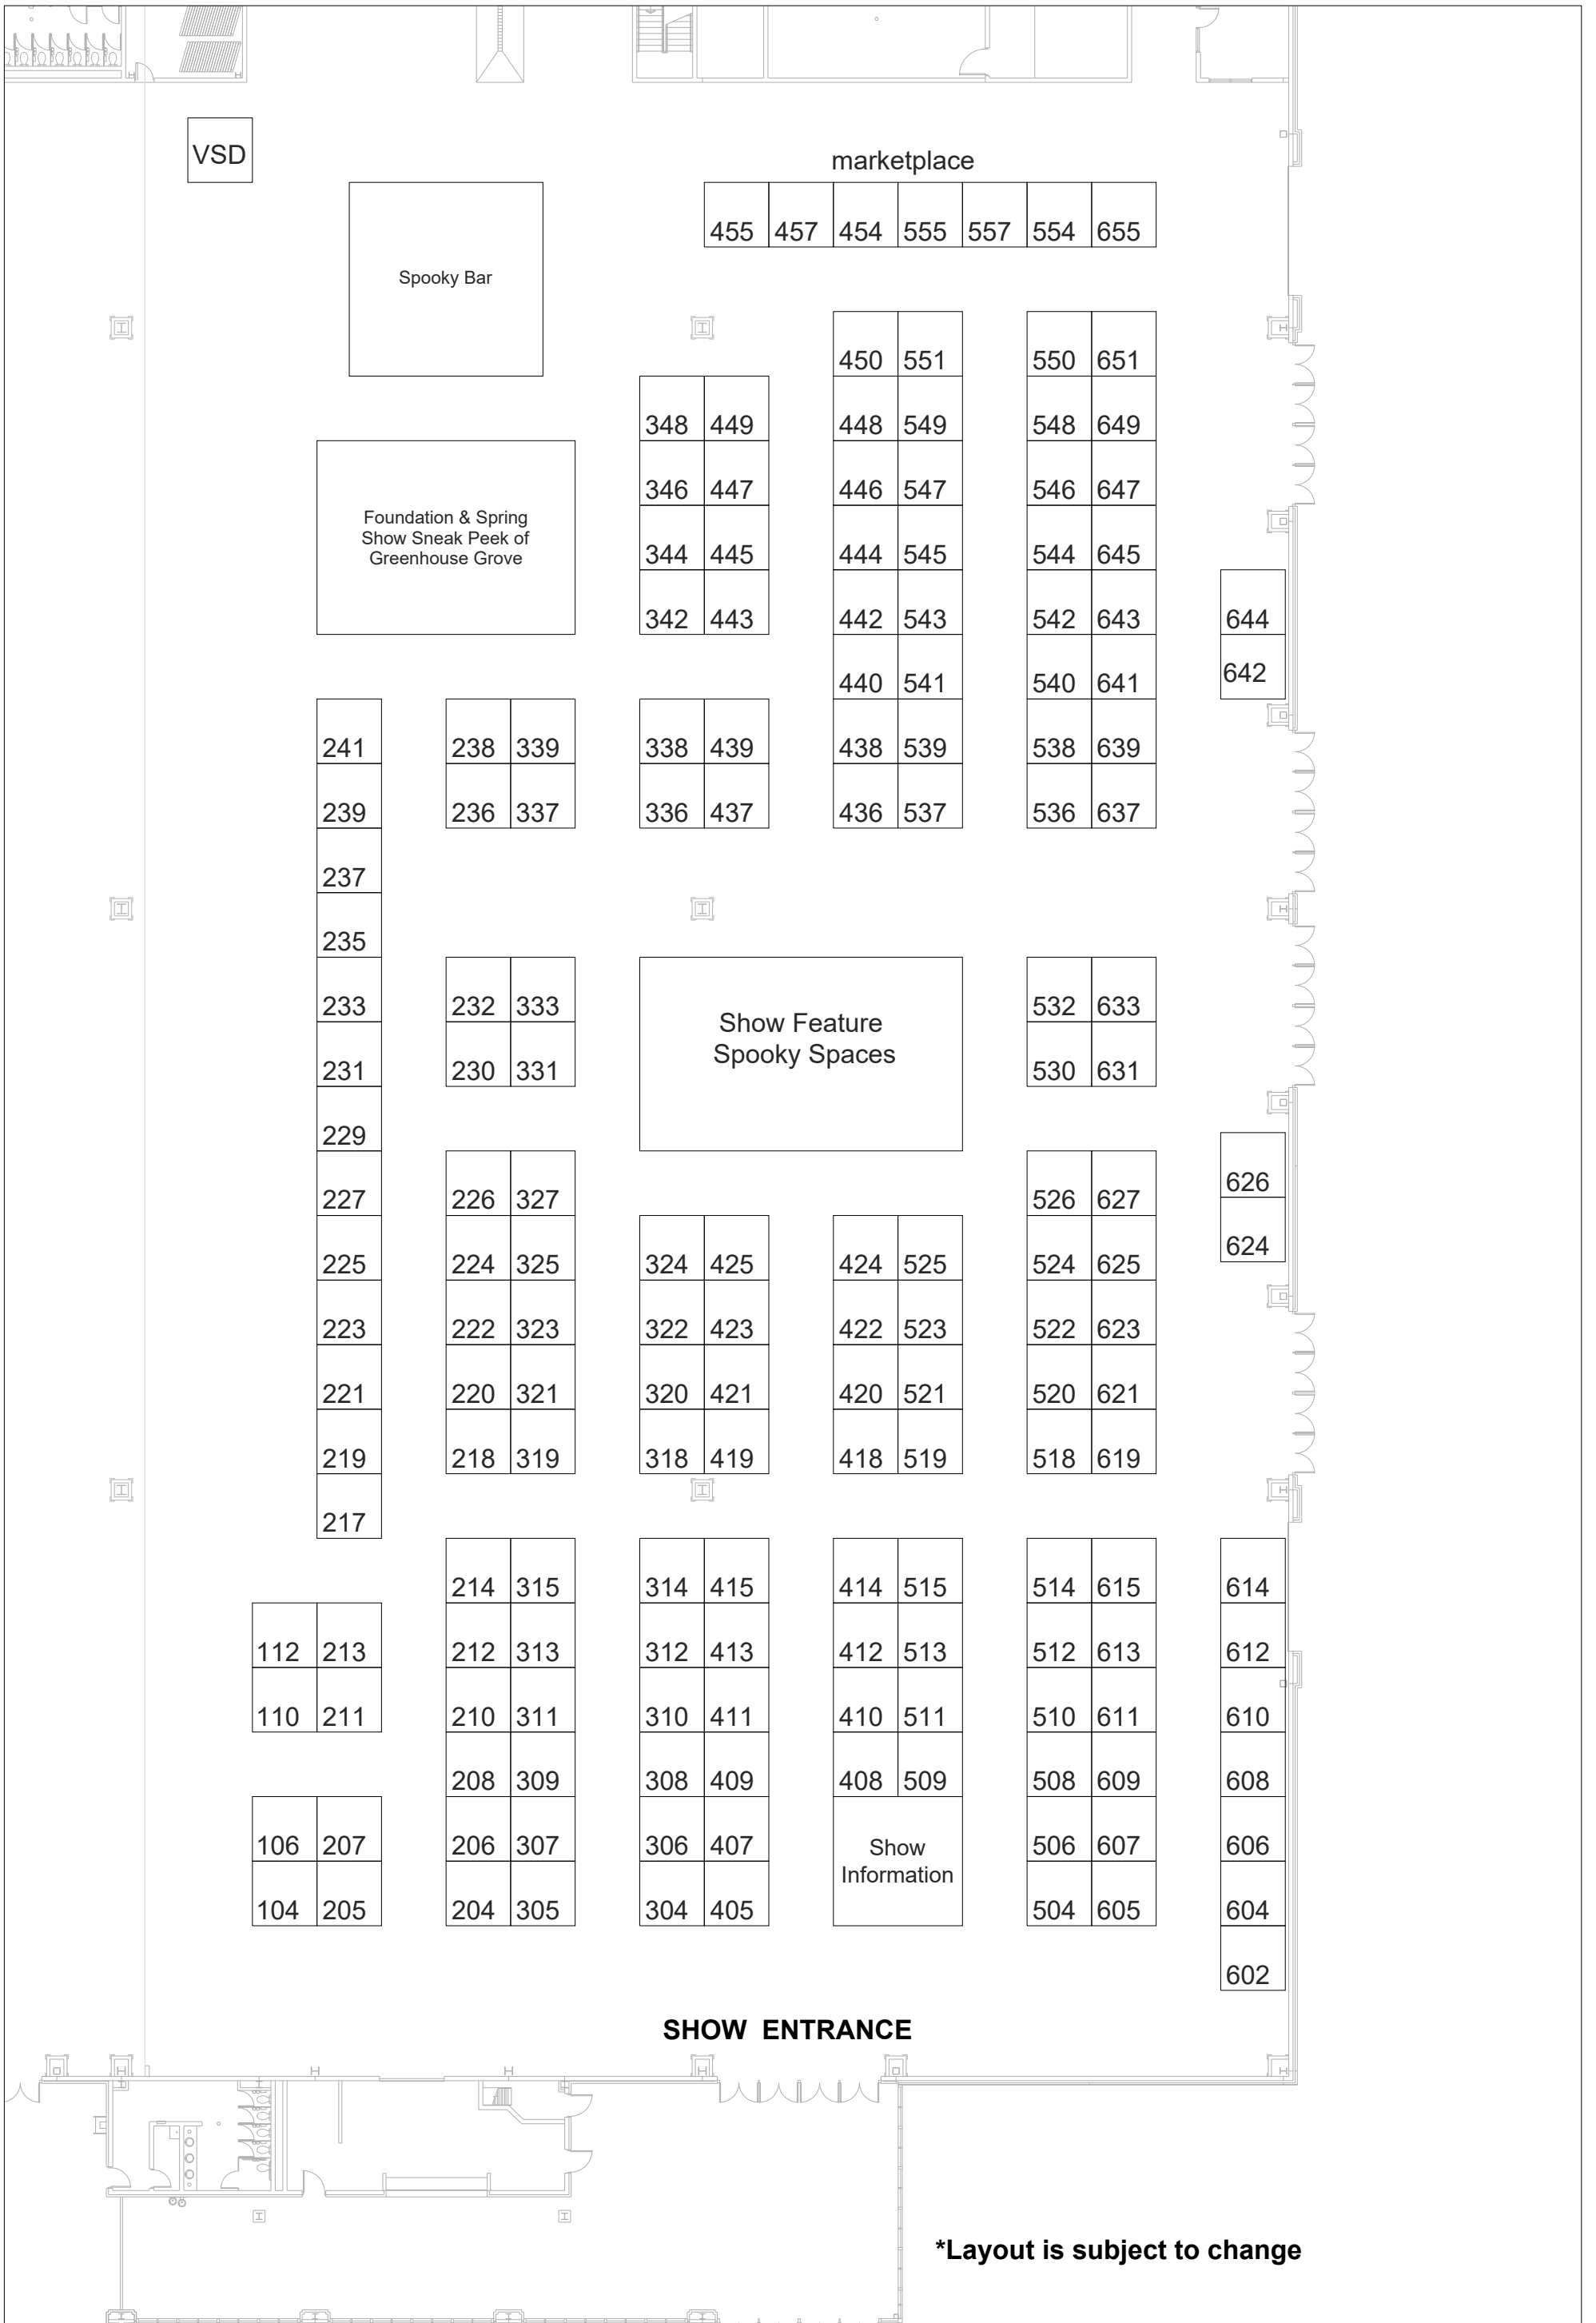 VSD
marketplace
455 457 454 555 557 554 655
Spooky Bar
450 551 550 651
348 449 448 549 548 649
346 447 446 547 546 647
Foundation & Spring
Show Sneak Peek of
Greenhouse Grove
344 445 444 545 544 645
342 443 442 543 542 643 644
440 541 540 641 642
241 238 339 338 439 438 539 538 639
239 236 337 336 437 436 537 536 637
237
235
233 232 333 532 633
Show Feature
Spooky Spaces
231 230 331 530 631
229
227 226 327 526 627 626
225 224 325 324 425 424 525 524 625 624
223 222 323 322 423 422 523 522 623
221 220 321 320 421 420 521 520 621
219 218 319 318 419 418 519 518 619
217
214 315 314 415 414 515 514 615 614
112 213 212 313 312 413 412 513 512 613 612
110 211 210 311 310 411 410 511 510 611 610
208 309 308 409 408 509 508 609 608
106 207 206 307 306 407 506 607 606
Show
Information
104 205 204 305 304 405 504 605 604
602
SHOW ENTRANCE
*Layout is subject to change